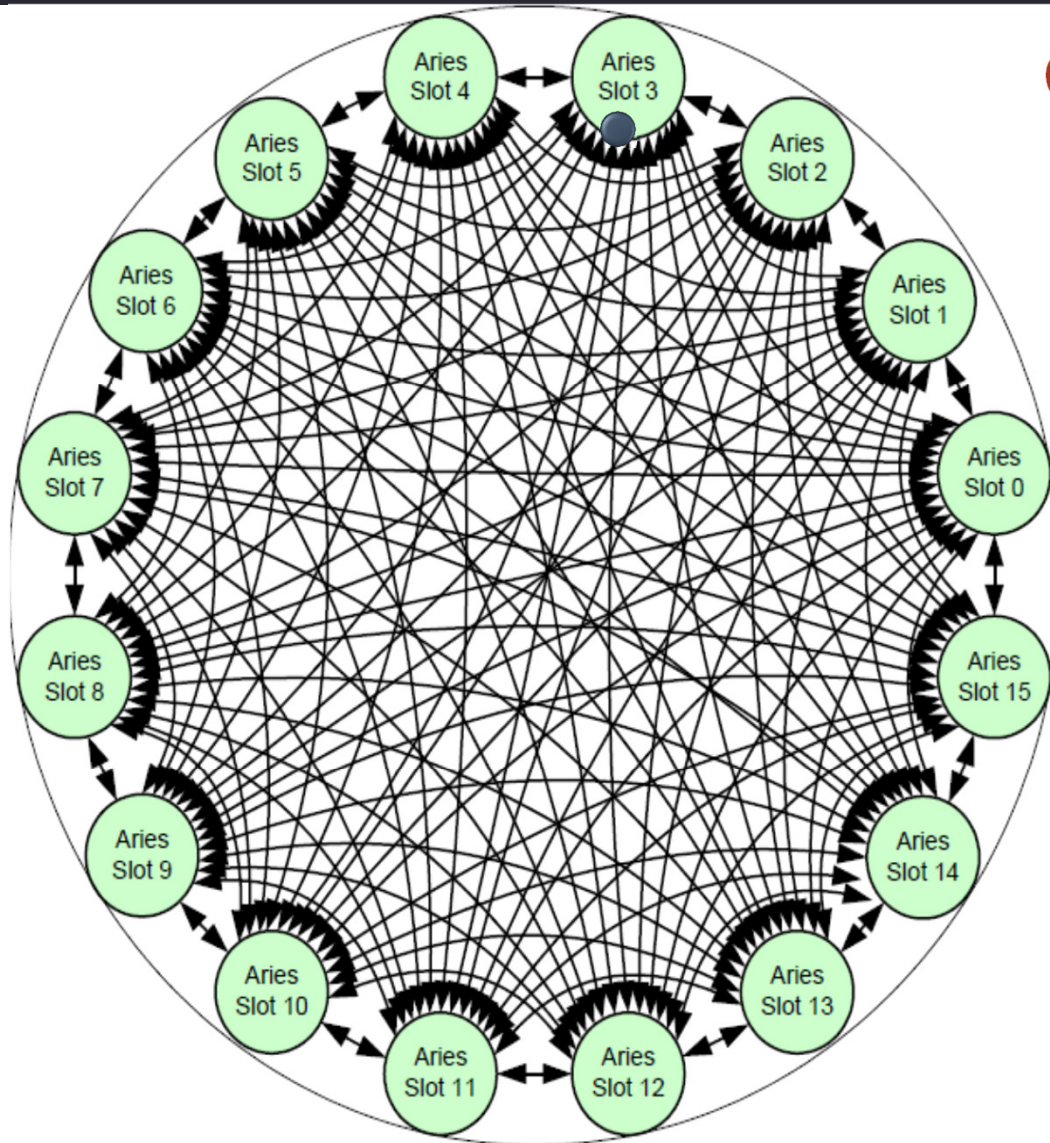 Aries
Slot 4
Aries
Slot 3
Aries
Slot 5
Aries
Slot 2
Aries
Slot 6
Aries
Slot 1
Aries
Slot 7
Aries
Slot 0
Aries
Slot 8
Aries
Slot 15
Aries
Slot 9
Aries
Slot 14
Aries
Slot 10
Aries
Slot 13
Aries
Slot 11
Aries
Slot 12